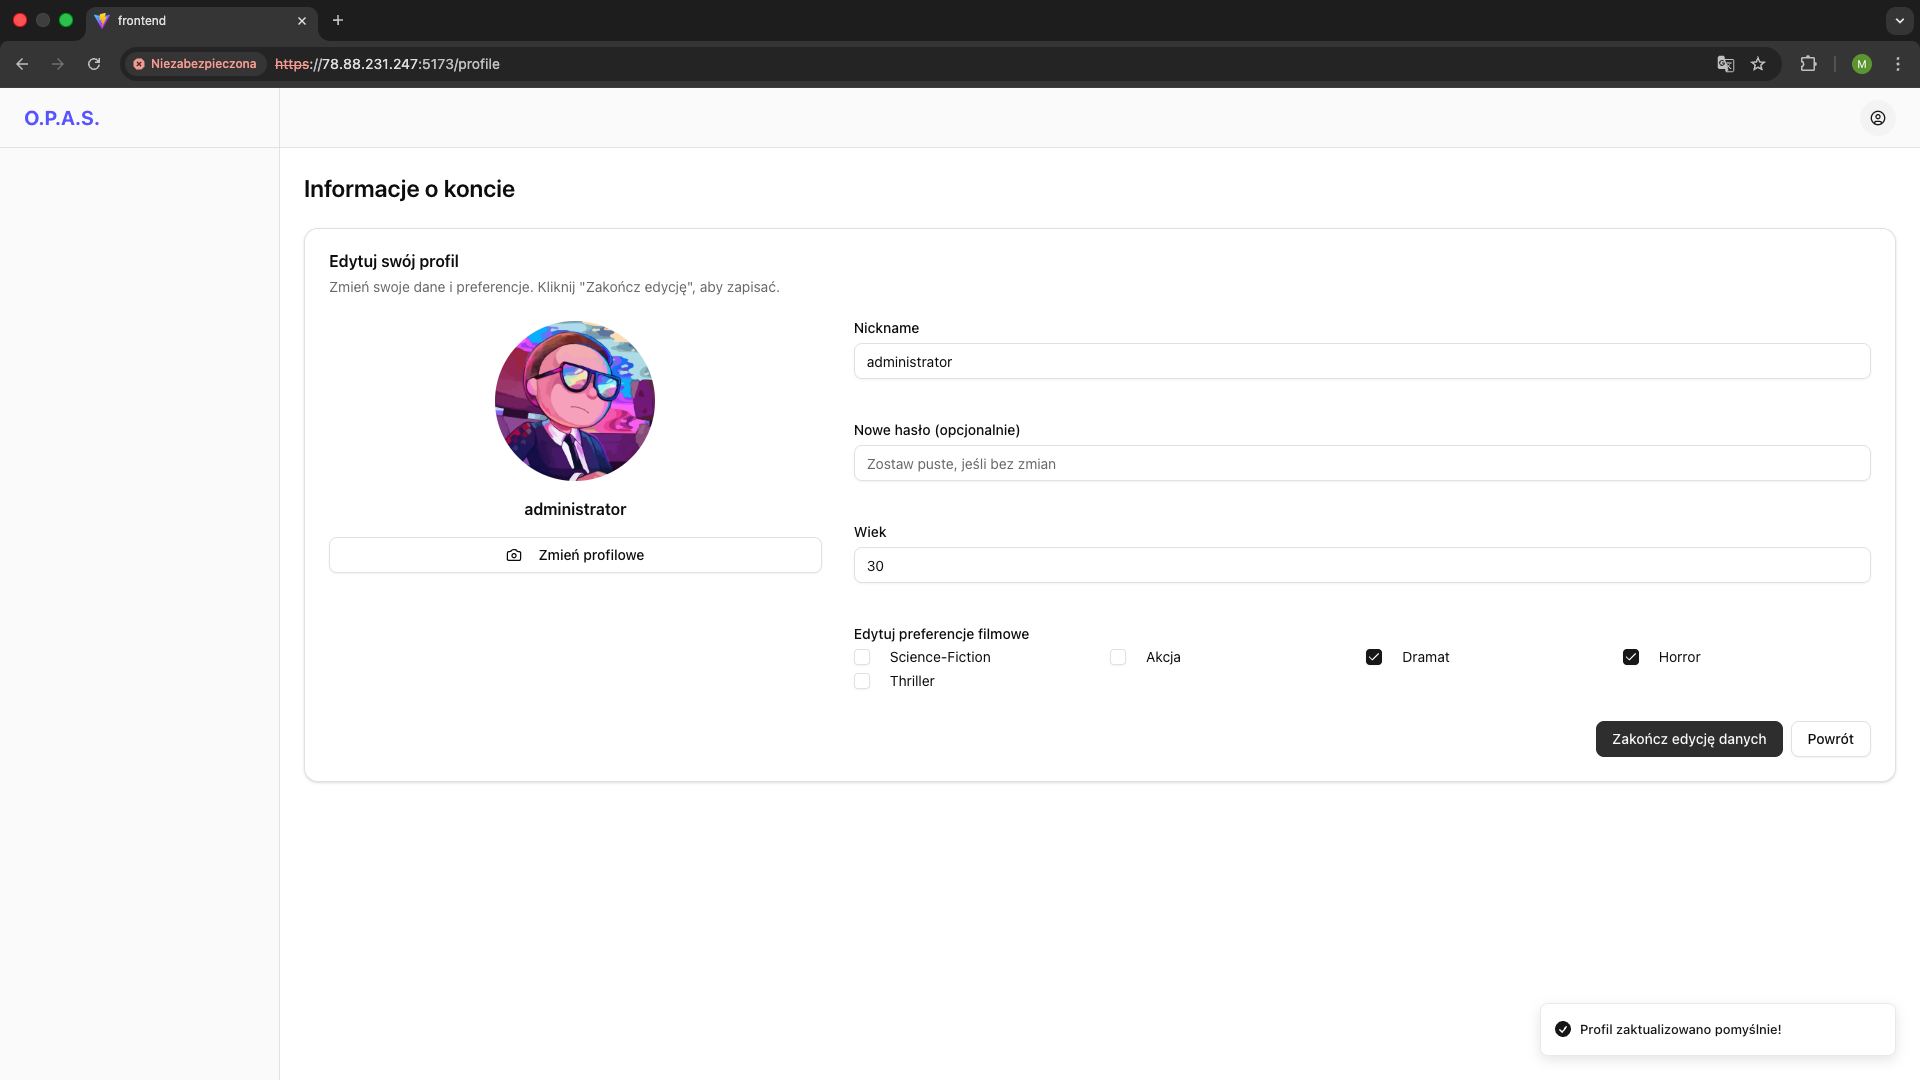 frontend
Niezabezpieczona https://78.88.231.247:5173/profile
M
O.P.A.S.
Informacje o koncie
Edytuj swój profil
Zmień swoje dane i preferencje. Kliknij "Zakończ edycję", aby zapisać.
administrator
Zmień profilowe
Nickname
administrator
Nowe hasło (opcjonalnie)
Zostaw puste, jeśli bez zmian
Wiek
30
Edytuj preferencje filmowe
Science-Fiction Akcja Dramat Horror
Thriller
Zakończ edycję danych Powrót
Profil zaktualizowano pomyślnie!